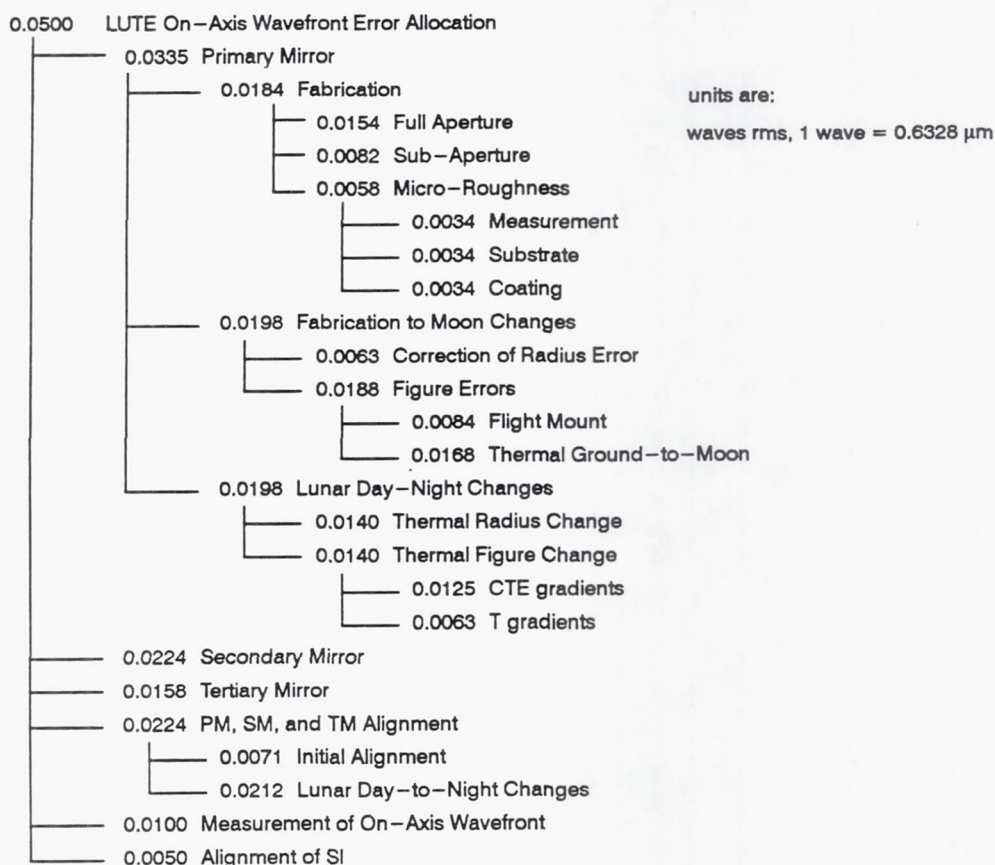 0.0500 LUTE On-Axis Wavefront Error Allocation
0.0335 Primary Mirror
0.0184 Fabrication
units are:
0.0154 Full Aperture
waves rms, 1 wave = 0.6328 μm
0.0082 Sub-Aperture
0.0058 Micro-Roughness
0.0034 Measurement
0.0034 Substrate
0.0034 Coating
0.0198 Fabrication to Moon Changes
0.0063 Correction of Radius Error
0.0188 Figure Errors
0.0084 Flight Mount
0.0168 Thermal Ground-to-Moon
0.0198 Lunar Day-Night Changes
0.0140 Thermal Radius Change
0.0140 Thermal Figure Change
0.0125 CTE gradients
0.0063 T gradients
0.0224 Secondary Mirror
0.0158 Tertiary Mirror
0.0224 PM, SM, and TM Alignment
0.0071 Initial Alignment
0.0212 Lunar Day-to-Night Changes
0.0100 Measurement of On-Axis Wavefront
0.0050 Alignment of SI